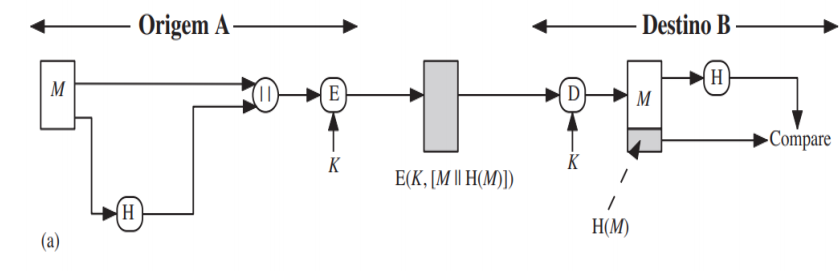 Origem A
Destino B
M
||
E
D
M
H
Compare
K
K
E(K, [M || H(M)])
H
H(M)
(a)